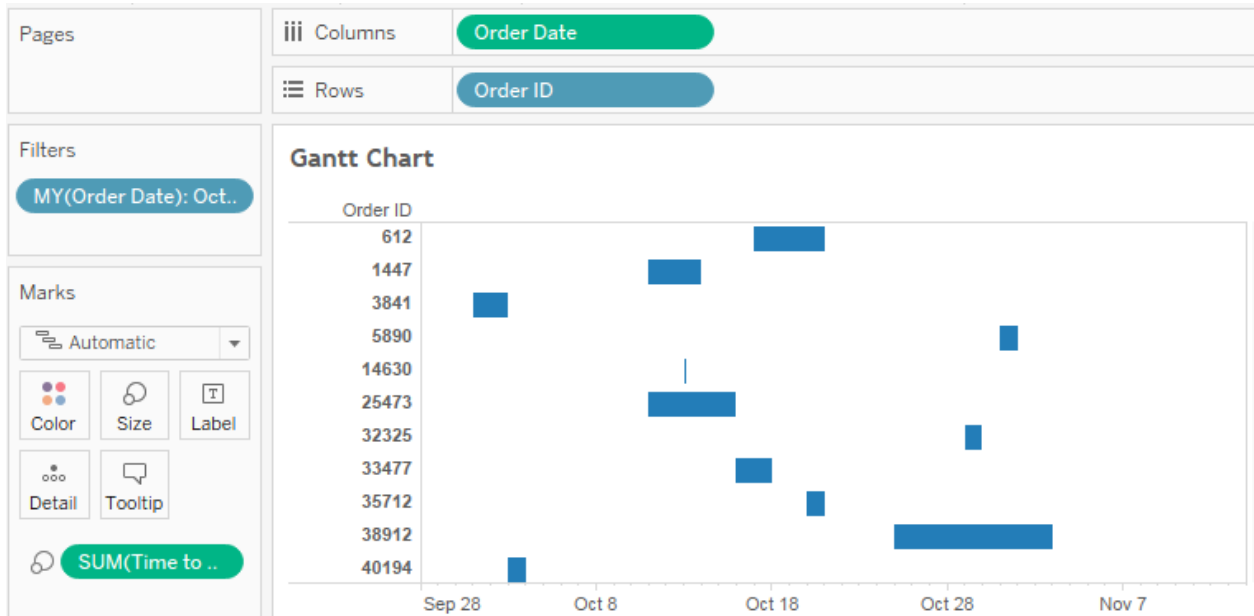 Pages
Columns
Order Date
Rows
Order ID
Filters
MY(Order Date): Oct..
Marks
Automatic
Color
Size
T
Label
Detail
Tooltip
SUM(Time to ..
Gantt Chart
Order ID
612
1447
3841
5890
14630
25473
32325
33477
35712
38912
40194
Sep 28 Oct 8 Oct 18 Oct 28 Nov 7